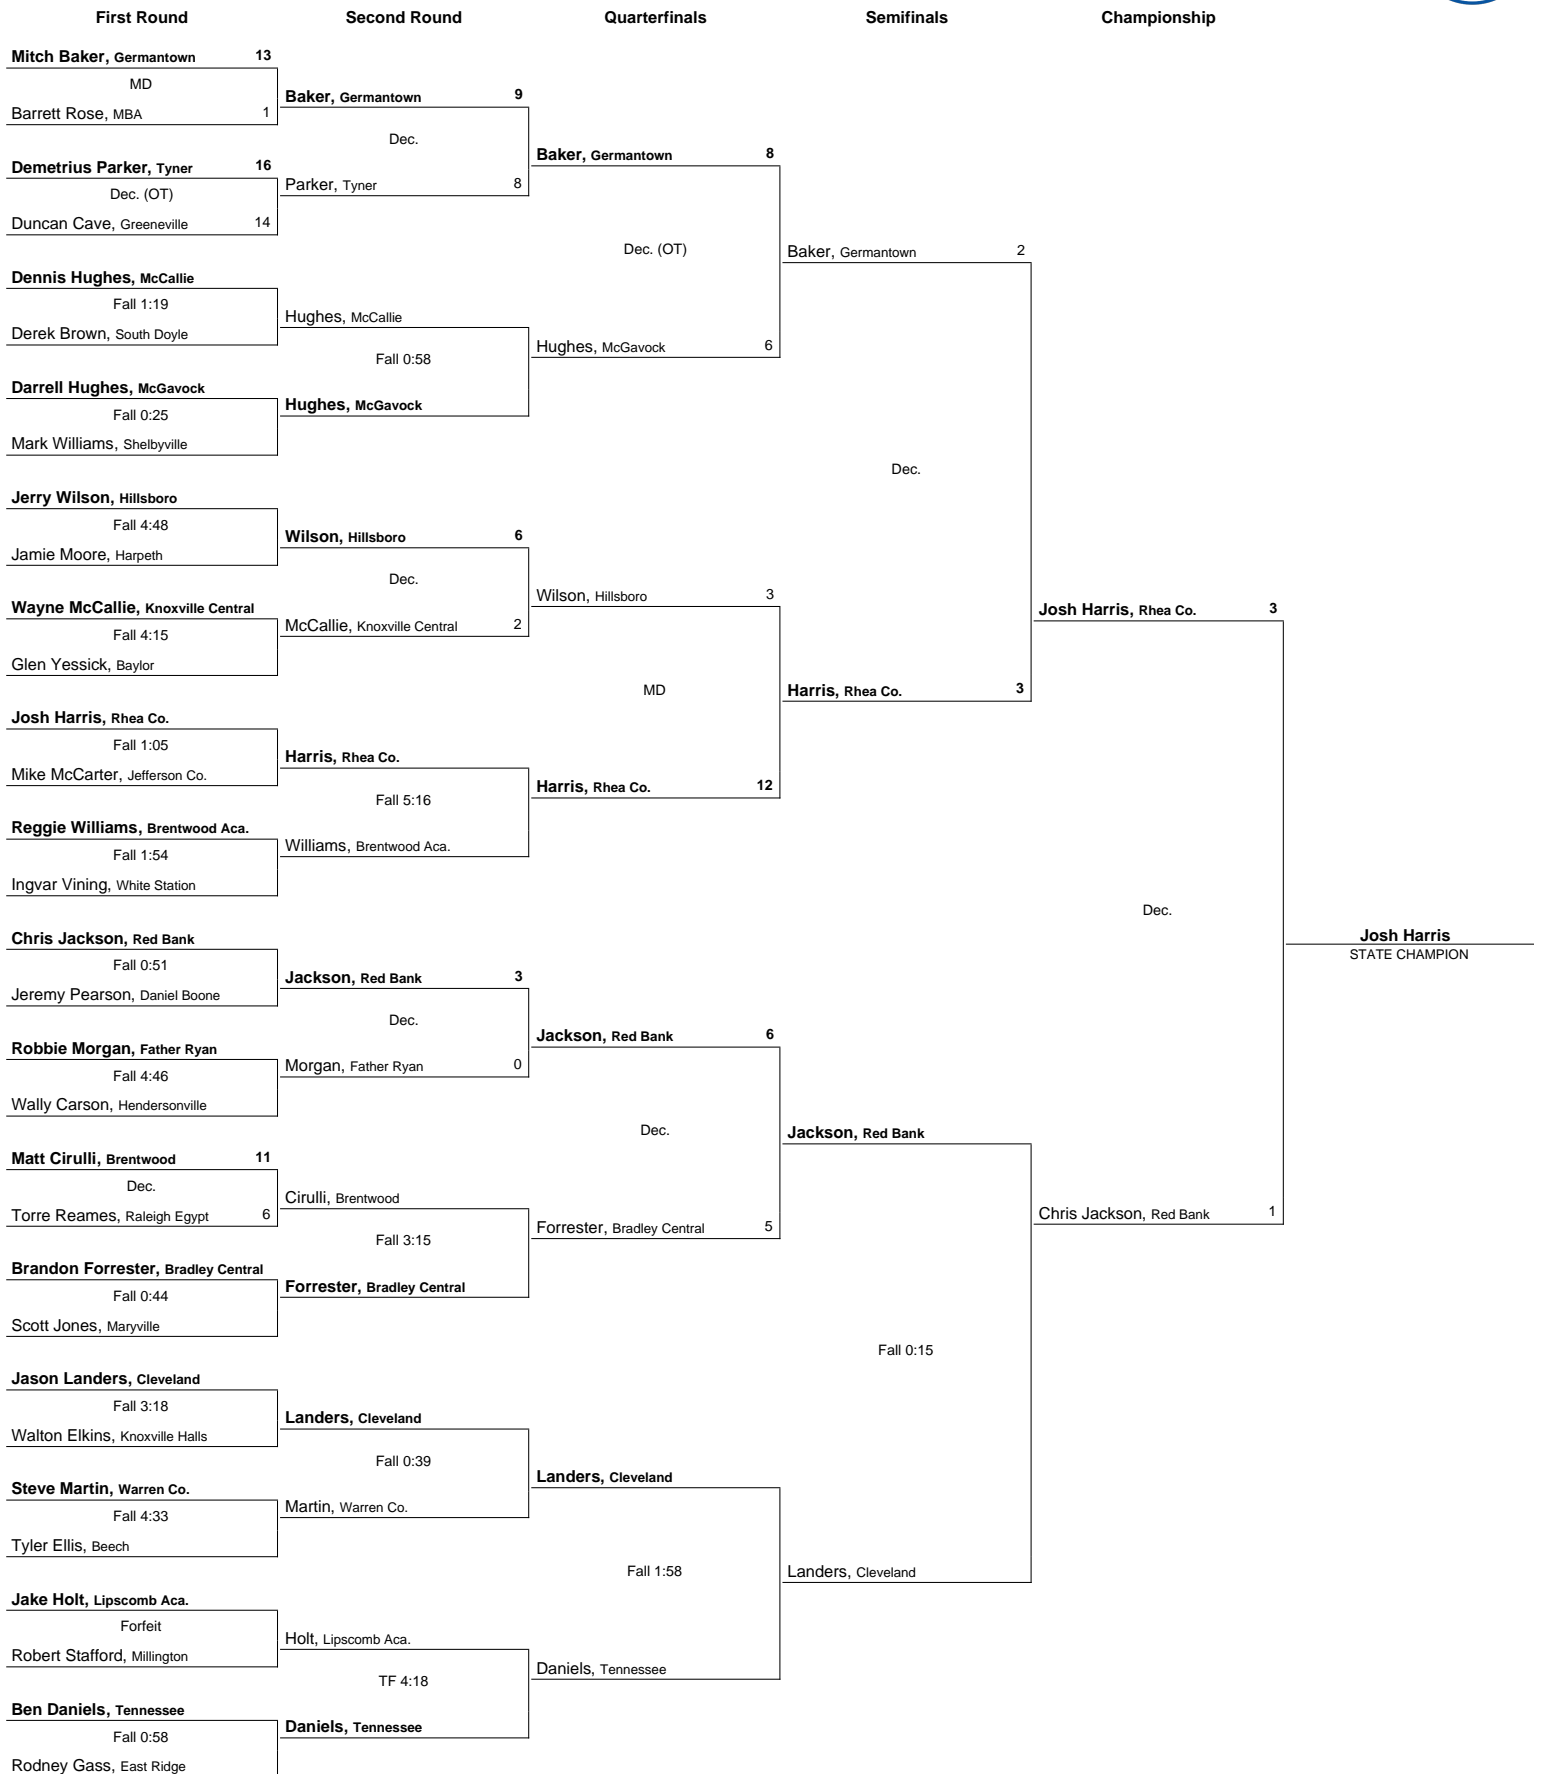 First Round Second Round Quarterfinals Semifinals Championship
Mitch Baker, Germantown 13
MD
Barrett Rose, MBA 1
Demetrius Parker, Tyner 16
Dec. (OT)
Duncan Cave, Greeneville 14
Dennis Hughes, McCallie
Fall 1:19
Derek Brown, South Doyle
Darrell Hughes, McGavock
Fall 0:25
Mark Williams, Shelbyville
Jerry Wilson, Hillsboro
Fall 4:48
Jamie Moore, Harpeth
Wayne McCallie, Knoxville Central
Fall 4:15
Glen Yessick, Baylor
Josh Harris, Rhea Co.
Fall 1:05
Mike McCarter, Jefferson Co.
Reggie Williams, Brentwood Aca.
Fall 1:54
Ingvar Vining, White Station
Chris Jackson, Red Bank
Fall 0:51
Jeremy Pearson, Daniel Boone
Robbie Morgan, Father Ryan
Fall 4:46
Wally Carson, Hendersonville
Matt Cirulli, Brentwood 11
Dec.
Torre Reames, Raleigh Egypt 6
Brandon Forrester, Bradley Central
Fall 0:44
Scott Jones, Maryville
Jason Landers, Cleveland
Fall 3:18
Walton Elkins, Knoxville Halls
Steve Martin, Warren Co.
Fall 4:33
Tyler Ellis, Beech
Jake Holt, Lipscomb Aca.
Forfeit
Robert Stafford, Millington
Ben Daniels, Tennessee
Fall 0:58
Rodney Gass, East Ridge
Baker, Germantown 9
Dec.
Parker, Tyner 8
Hughes, McCallie
Fall 0:58
Hughes, McGavock
Wilson, Hillsboro 6
Dec.
McCallie, Knoxville Central 2
Harris, Rhea Co.
Fall 5:16
Williams, Brentwood Aca.
Jackson, Red Bank 3
Dec.
Morgan, Father Ryan 0
Cirulli, Brentwood
Fall 3:15
Forrester, Bradley Central
Landers, Cleveland
Fall 0:39
Martin, Warren Co.
Holt, Lipscomb Aca.
TF 4:18
Daniels, Tennessee
Baker, Germantown 8
Dec. (OT)
Hughes, McGavock 6
Wilson, Hillsboro 3
MD
Harris, Rhea Co. 12
Jackson, Red Bank 6
Dec.
Forrester, Bradley Central 5
Landers, Cleveland
Fall 1:58
Daniels, Tennessee
Baker, Germantown 2
Dec.
Harris, Rhea Co. 3
Jackson, Red Bank
Fall 0:15
Landers, Cleveland
Josh Harris, Rhea Co. 3
Dec.
Chris Jackson, Red Bank 1
Josh Harris
STATE CHAMPION